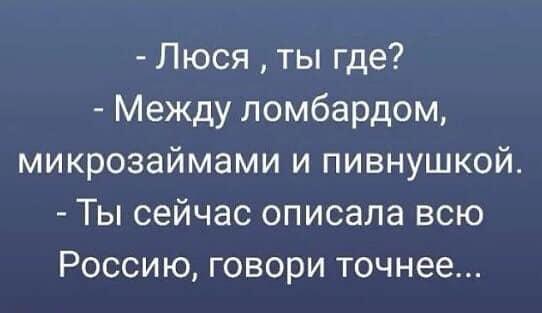 - Люся , ты где?
- Между ломбардом,
микрозаймами и пивнушкой.
- Ты сейчас описала всю
Россию, говори точнее...